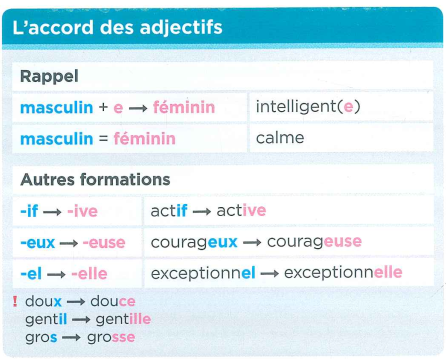 L'accord des adjectifs
Rappel
masculin + e → féminin intelligent(e)
masculin = féminin calme
Autres formations
-if → -ive actif → active
-eux → -euse courageux → courageuse
-el → -elle exceptionnel → exceptionnelle
! doux → douce
gentil → gentille
gros → grosse